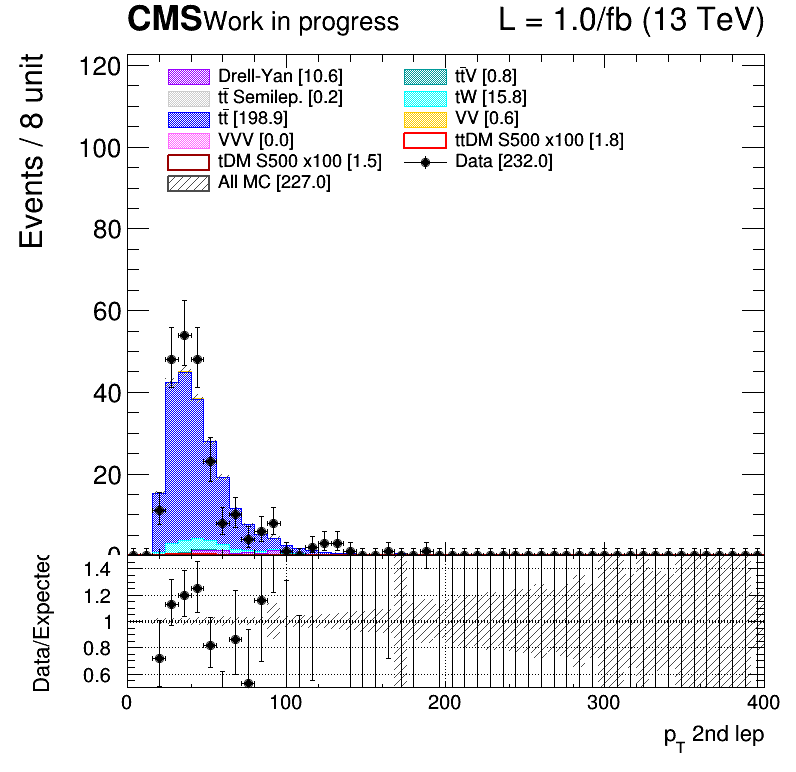 CMS Work in progress L = 1.0/fb (13 TeV)
Events / 8 unit
120
100
80
60
40
20
0
Drell-Yan [10.6] tt̄V [0.8]
tt̄ Semilep. [0.2] tW [15.8]
tt̄ [198.9] VV [0.6]
VVV [0.0] ttDM S500 x100 [1.8]
tDM S500 x100 [1.5] Data [232.0]
All MC [227.0]
Data/Expected
1.4
1.2
1
0.8
0.6
0 100 200 300 400
p_T 2nd lep